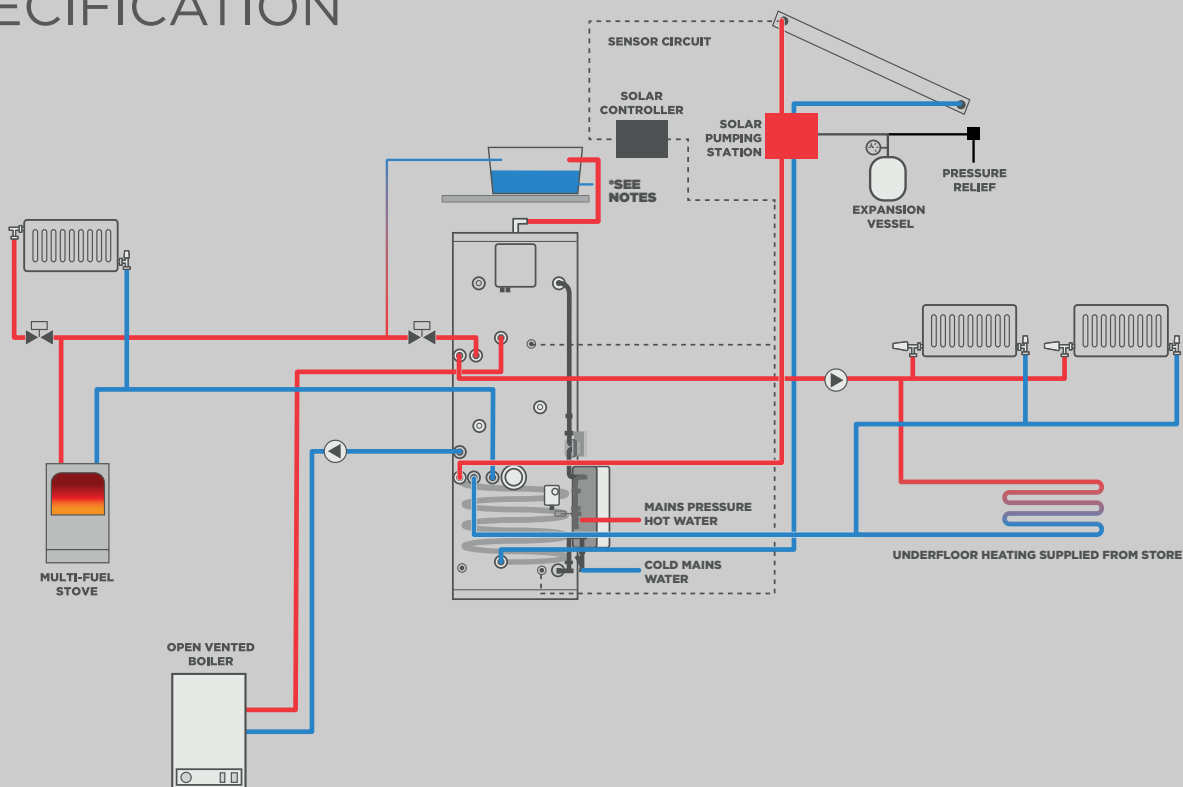 ECIFICATION
SENSOR CIRCUIT
SOLAR
CONTROLLER
SOLAR
PUMPING
STATION
PRESSURE
RELIEF
EXPANSION
VESSEL
*SEE
NOTES
MAINS PRESSURE
HOT WATER
COLD MAINS
WATER
UNDERFLOOR HEATING SUPPLIED FROM STORE
MULTI-FUEL
STOVE
OPEN VENTED
BOILER